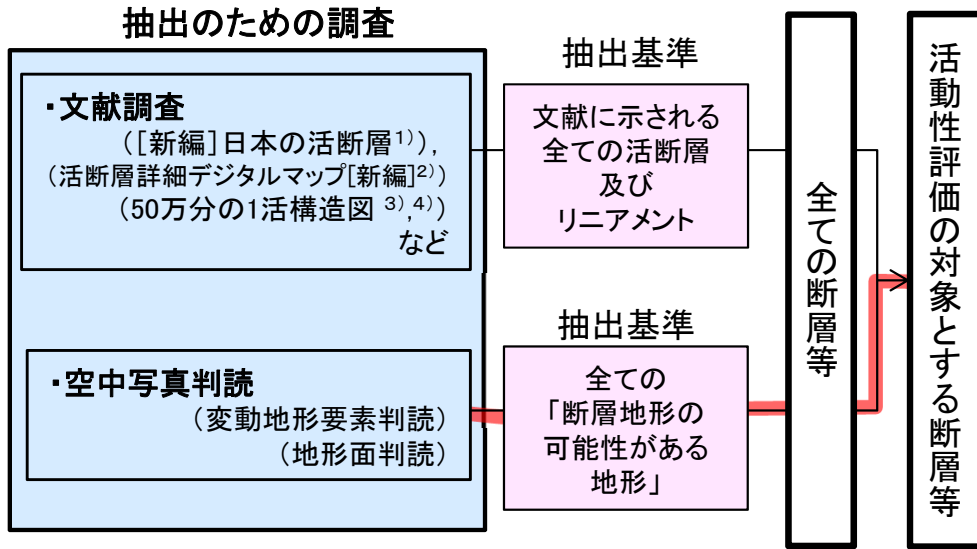 抽出のための調査
・文献調査
([新編]日本の活断層1)),
(活断層詳細デジタルマップ[新編]2))
(50万分の1活構造図 3),4))
など
・空中写真判読
(変動地形要素判読)
(地形面判読)
抽出基準
文献に示される
全ての活断層
及び
リニアメント
抽出基準
全ての
「断層地形の
可能性がある
地形」
全ての断層等
活動性評価の対象とする断層等